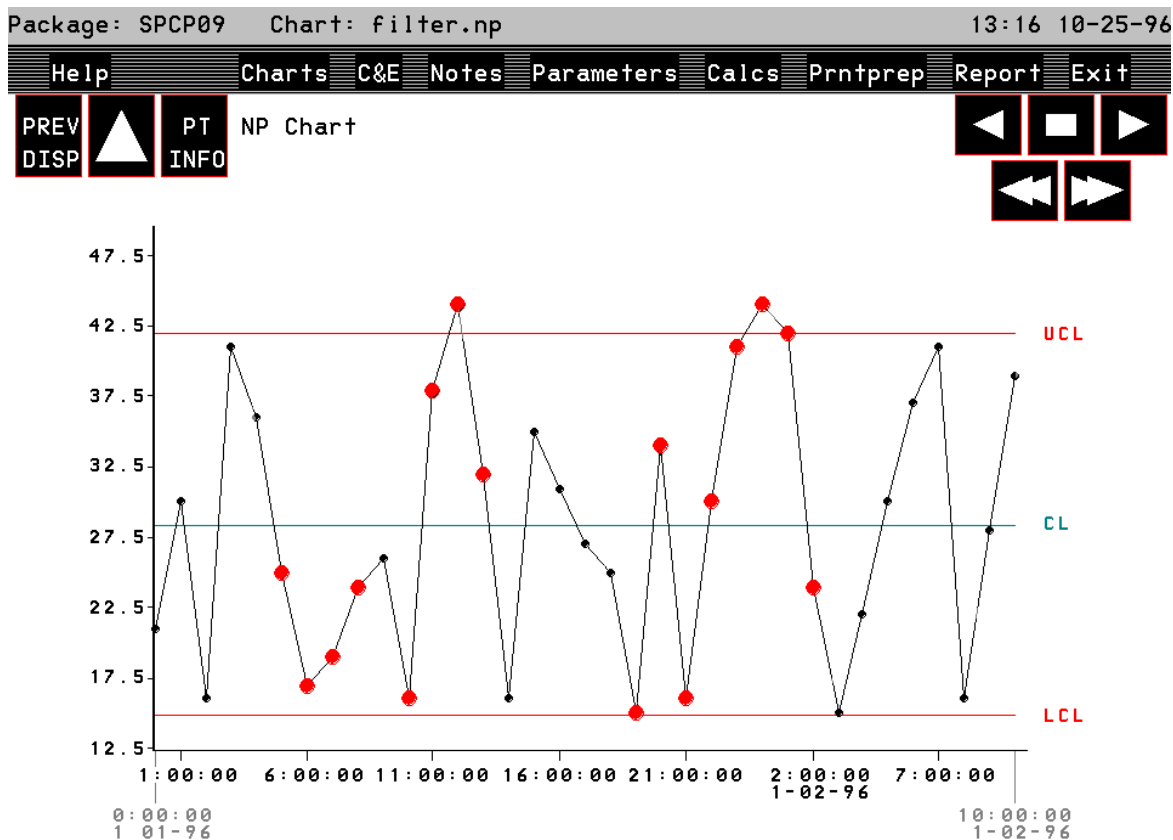 Package: SPCP09 Chart: filter.np 13:16 10-25-96
Help Charts C&E Notes Parameters Calcs Prntprep Report Exit
PREV DISP
PT INFO
NP Chart
47.5
42.5
UCL
37.5
32.5
27.5
CL
22.5
17.5
LCL
12.5
1:00:00 6:00:00 11:00:00 16:00:00 21:00:00 2:00:00 7:00:00
1-02-96
0:00:00 10:00:00
1 01-96 1-02-96